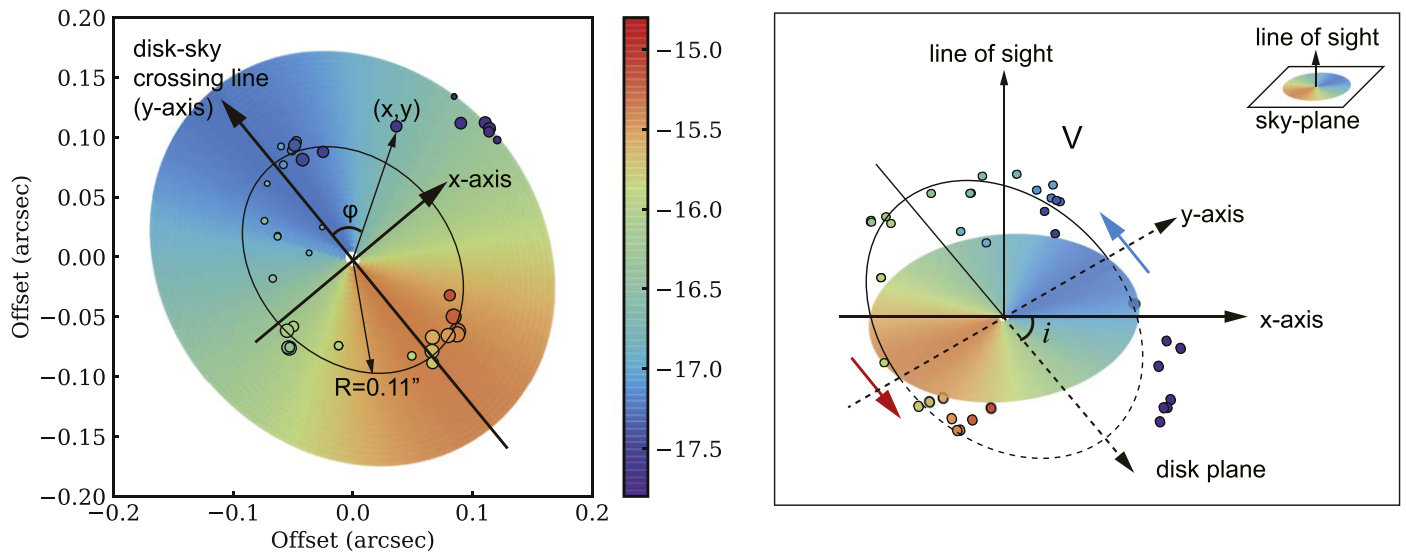 0.20
0.15
0.10
0.05
0.00
−0.05
−0.10
−0.15
−0.20
Offset (arcsec)
−0.2
−0.1
0.0
0.1
0.2
Offset (arcsec)
disk-sky
crossing line
(y-axis)
(x,y)
x-axis
φ
R=0.11”
−15.0
−15.5
−16.0
−16.5
−17.0
−17.5
line of sight
V
line of sight
sky-plane
y-axis
x-axis
i
disk plane